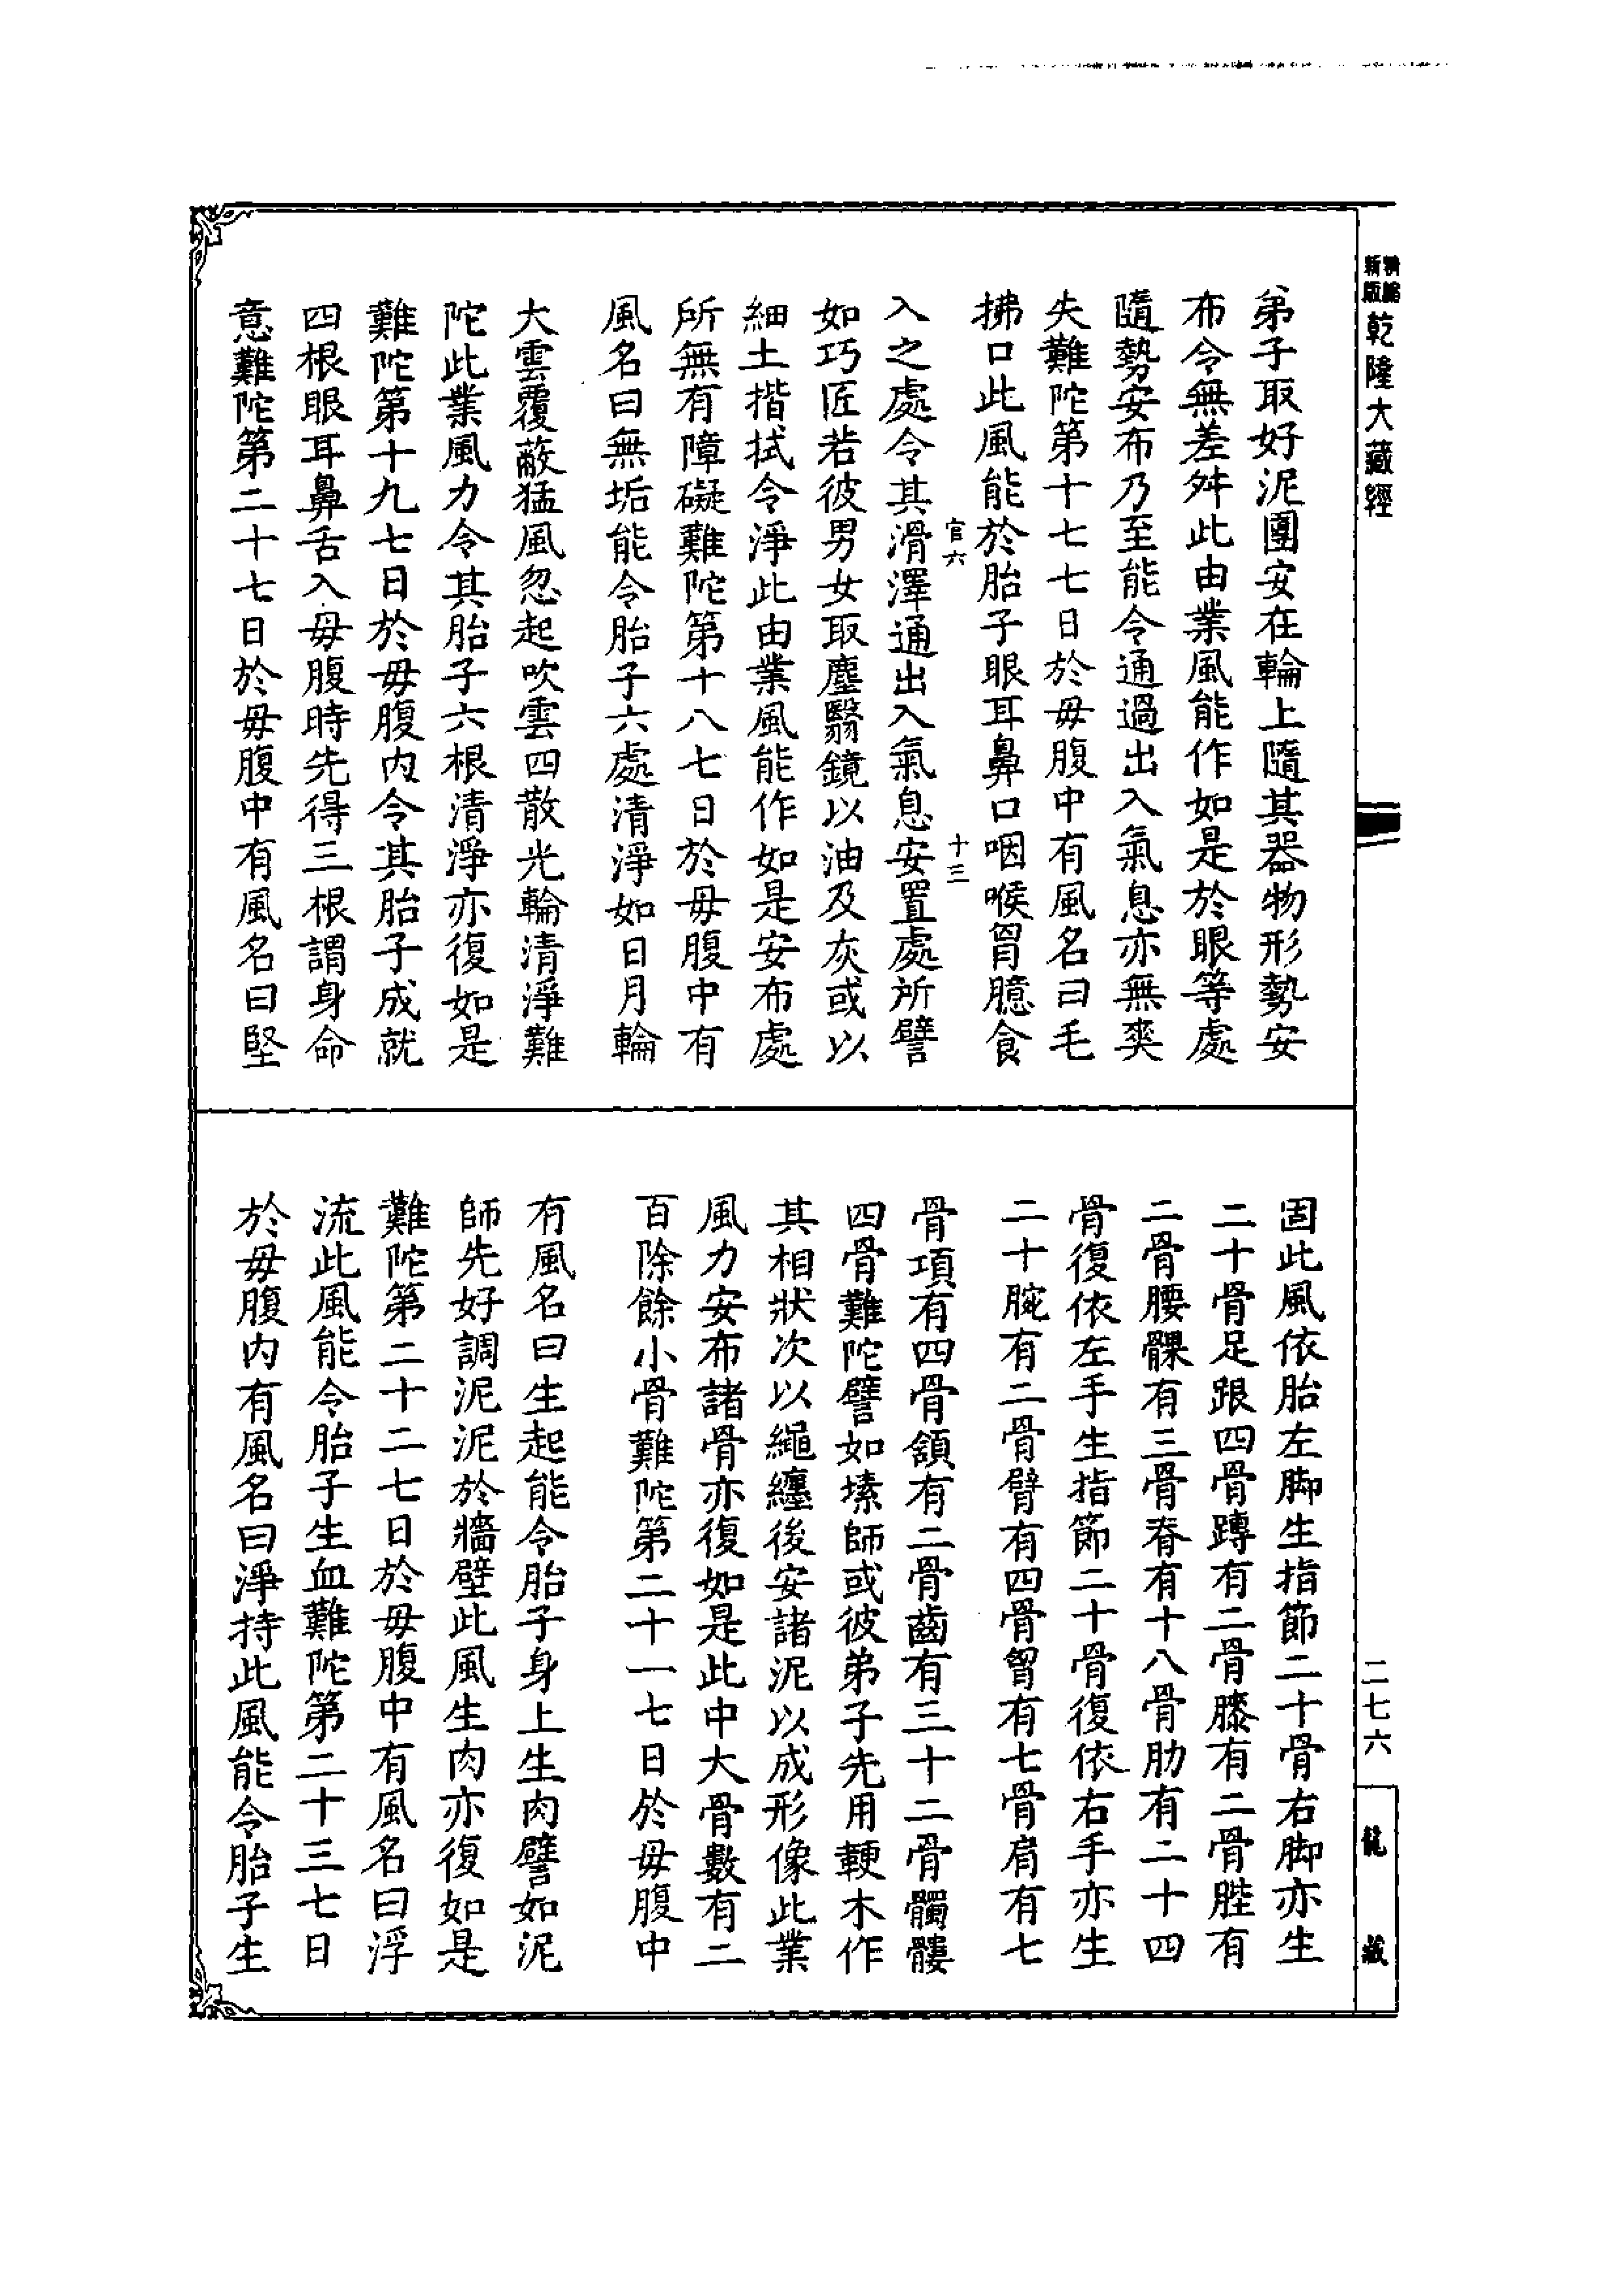 新編縮版
乾隆大藏經
弟子取好泥團安在輪上隨其器物形勢安
布令無差舛此由業風能作如是於眼等處
隨勢安布乃至能令通過出入氣息亦無爽
失難陀第十七七日於毋腹中有風名曰毛
拂口此風能於胎子眼耳鼻口咽喉胷臆食
官六
十三
入之處令其滑澤通出入氣息安置處所譬
如巧匠若彼男女取塵翳鏡以油及灰或以
細土揩拭令淨此由業風能作如是安布處
所無有障礙難陀第十八七日於毋腹中有
風名曰無垢能令胎子六處清淨如日月輪
大雲覆蔽猛風忽起吹雲四散光輪清淨難
陀此業風力令其胎子六根清淨亦復如是
難陀第十九七日於毋腹内令其胎子成就
四根眼耳鼻舌入毋腹時先得三根謂身命
意難陀第二十七日於毋腹中有風名曰堅
固此風依胎左脚生指節二十骨右脚亦生
二十骨足跟四骨䏝有二骨膝有二骨䏶有
二骨腰髁有三骨脊有十八骨肋有二十四
骨復依左手生指節二十骨復依右手亦生
二十腕有二骨臂有四骨胷有七骨肩有七
骨項有四骨頷有二骨齒有三十二骨髑髏
四骨難陀譬如塐師或彼弟子先用鞕木作
其相狀次以繩纏後安諸泥以成形像此業
風力安布諸骨亦復如是此中大骨數有二
百除餘小骨難陀第二十一七日於毋腹中
有風名曰生起能令胎子身上生肉譬如泥
師先好調泥泥於牆壁此風生肉亦復如是
難陀第二十二七日於毋腹中有風名曰浮
流此風能令胎子生血難陀第二十三七日
於毋腹内有風名曰淨持此風能令胎子生
二七六
龍藏